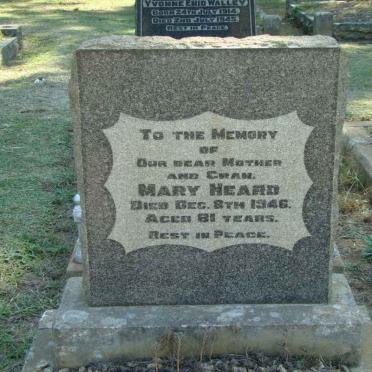 Yvonne Enid Walley
Born 24th July 1914.
Died 2nd July 1945.
Rest in Peace
To the Memory
of
Our dear Mother
and Gran.
Mary Heard
Died Dec. 8th 1946.
Aged 81 years.
Rest in Peace.